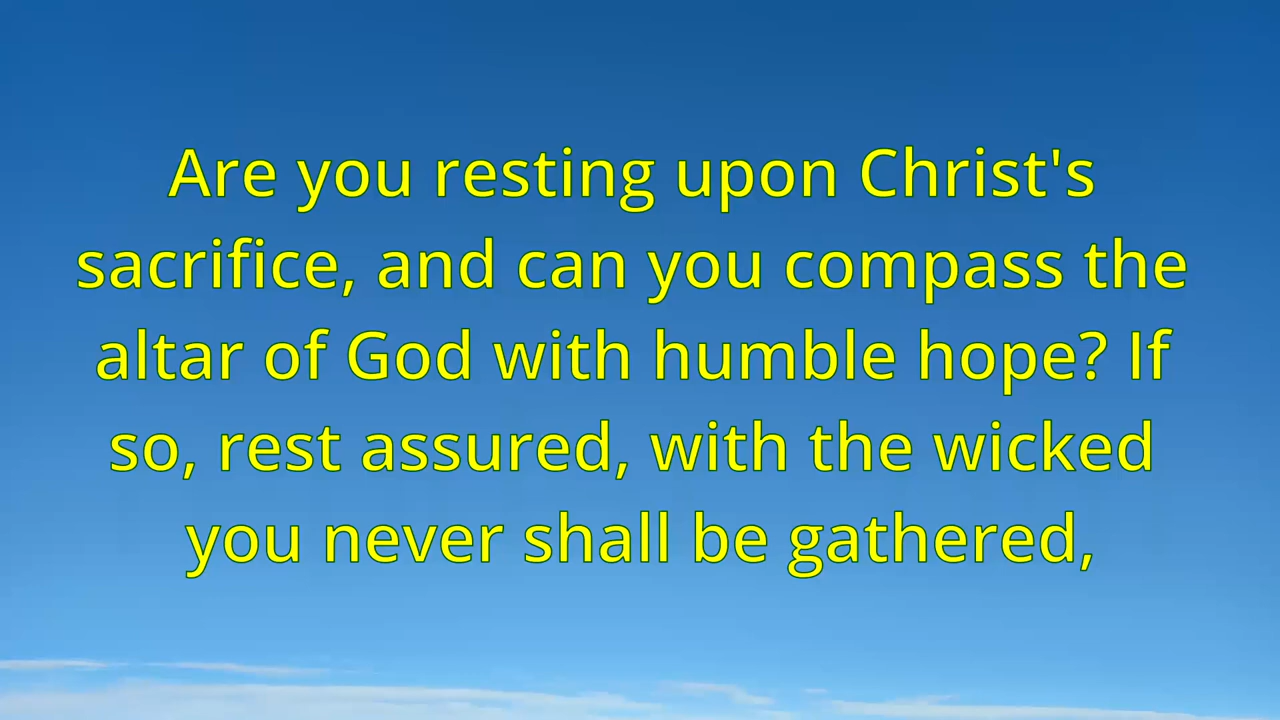 Are you resting upon Christ's
sacrifice, and can you compass the
altar of God with humble hope? If
so, rest assured, with the wicked
you never shall be gathered,